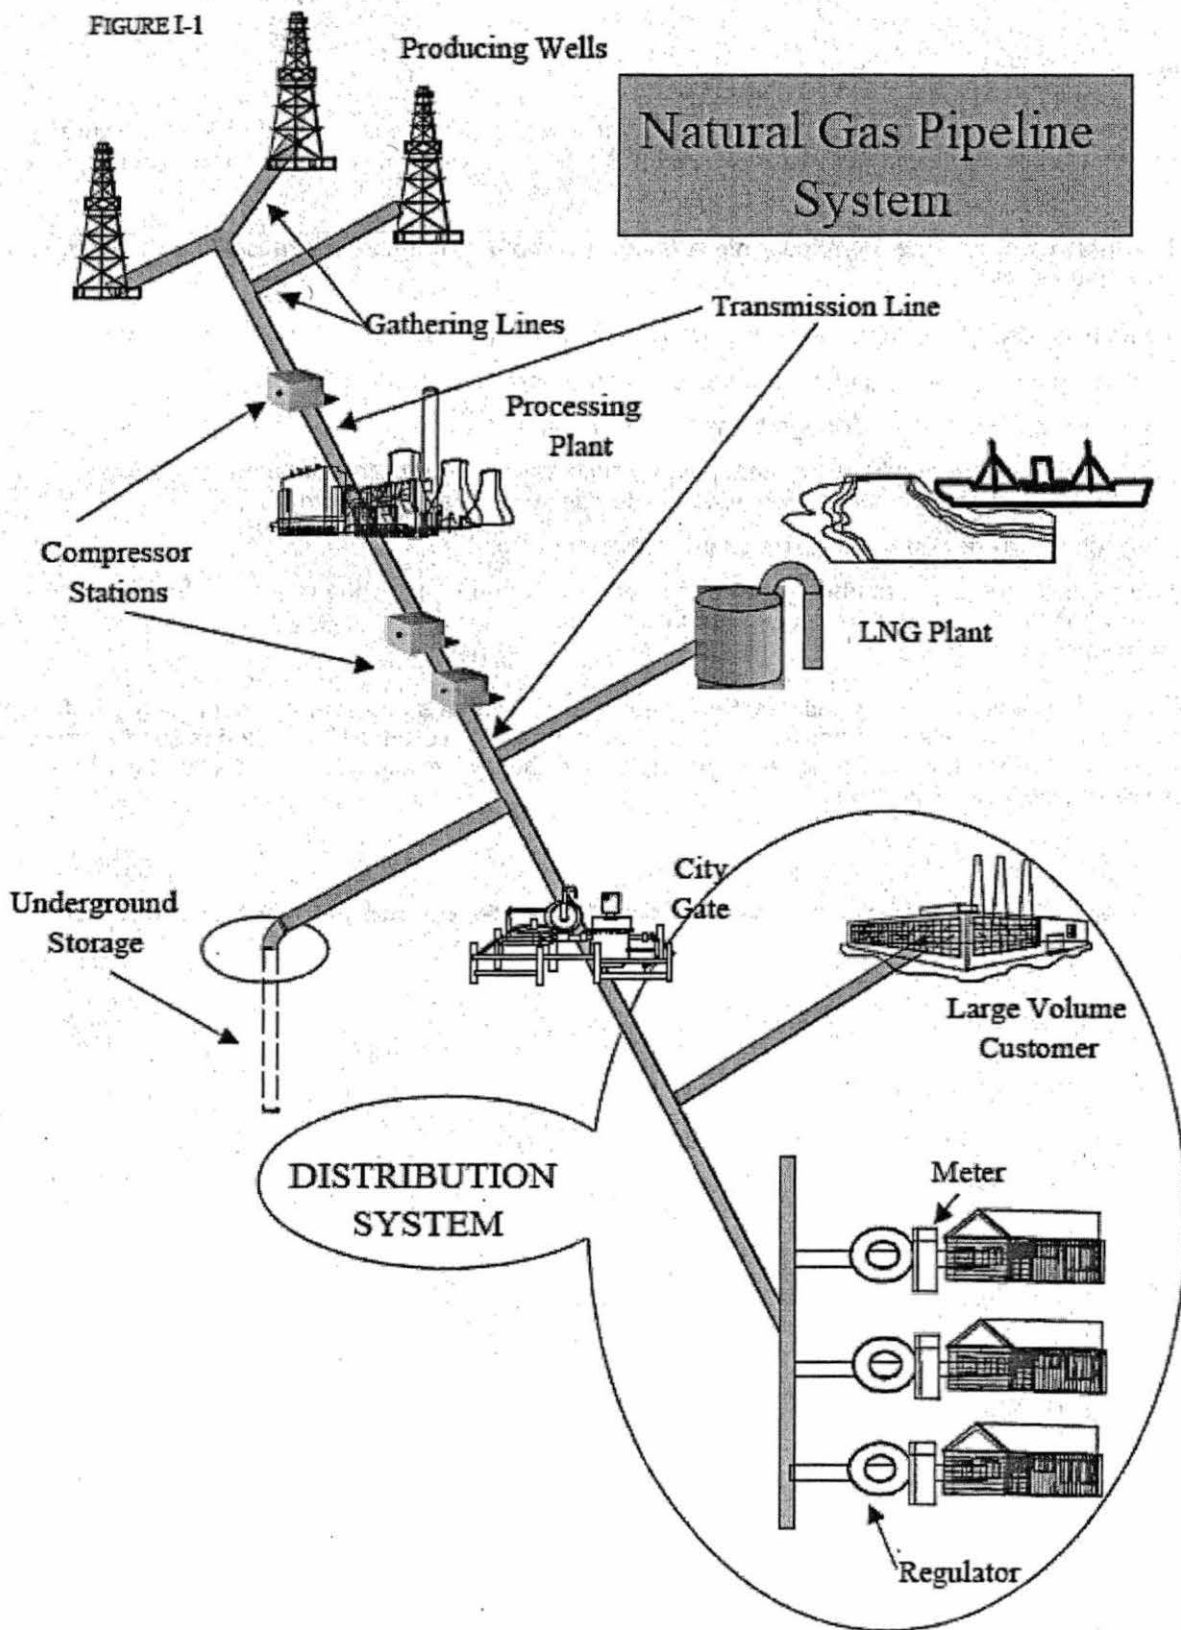 FIGURE I-1
Producing Wells
Natural Gas Pipeline
System
Gathering Lines
Transmission Line
Processing
Plant
Compressor
Stations
LNG Plant
Underground
Storage
City
Gate
Large Volume
Customer
DISTRIBUTION
SYSTEM
Meter
Regulator